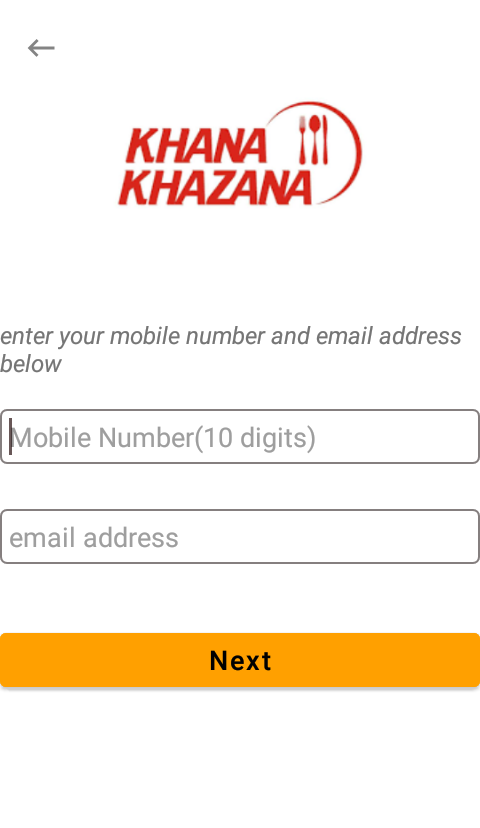 KHANA
KHAZANA
enter your mobile number and email address
below
Mobile Number(10 digits)
email address
Next